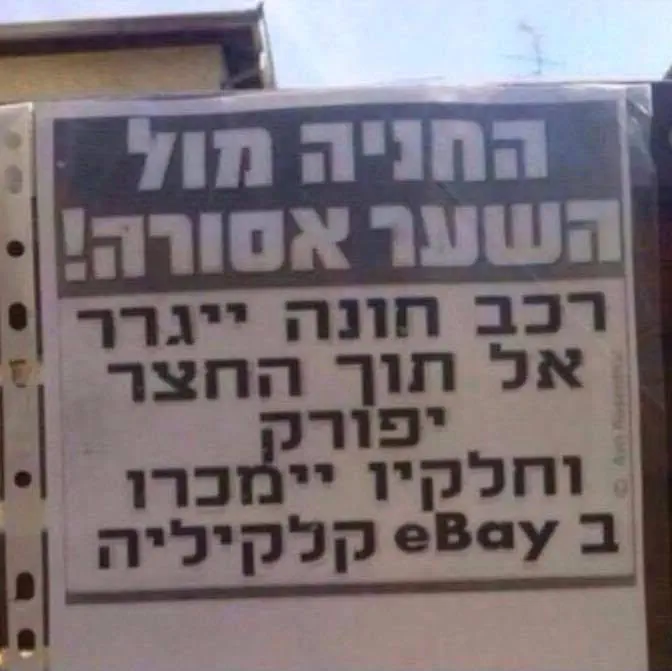 החניה מול
השער אסורה!
רכב חונה ייגרר
אל תוך החצר
יפורק
וחלקיו יימכרו
ב eBay קלקיליה